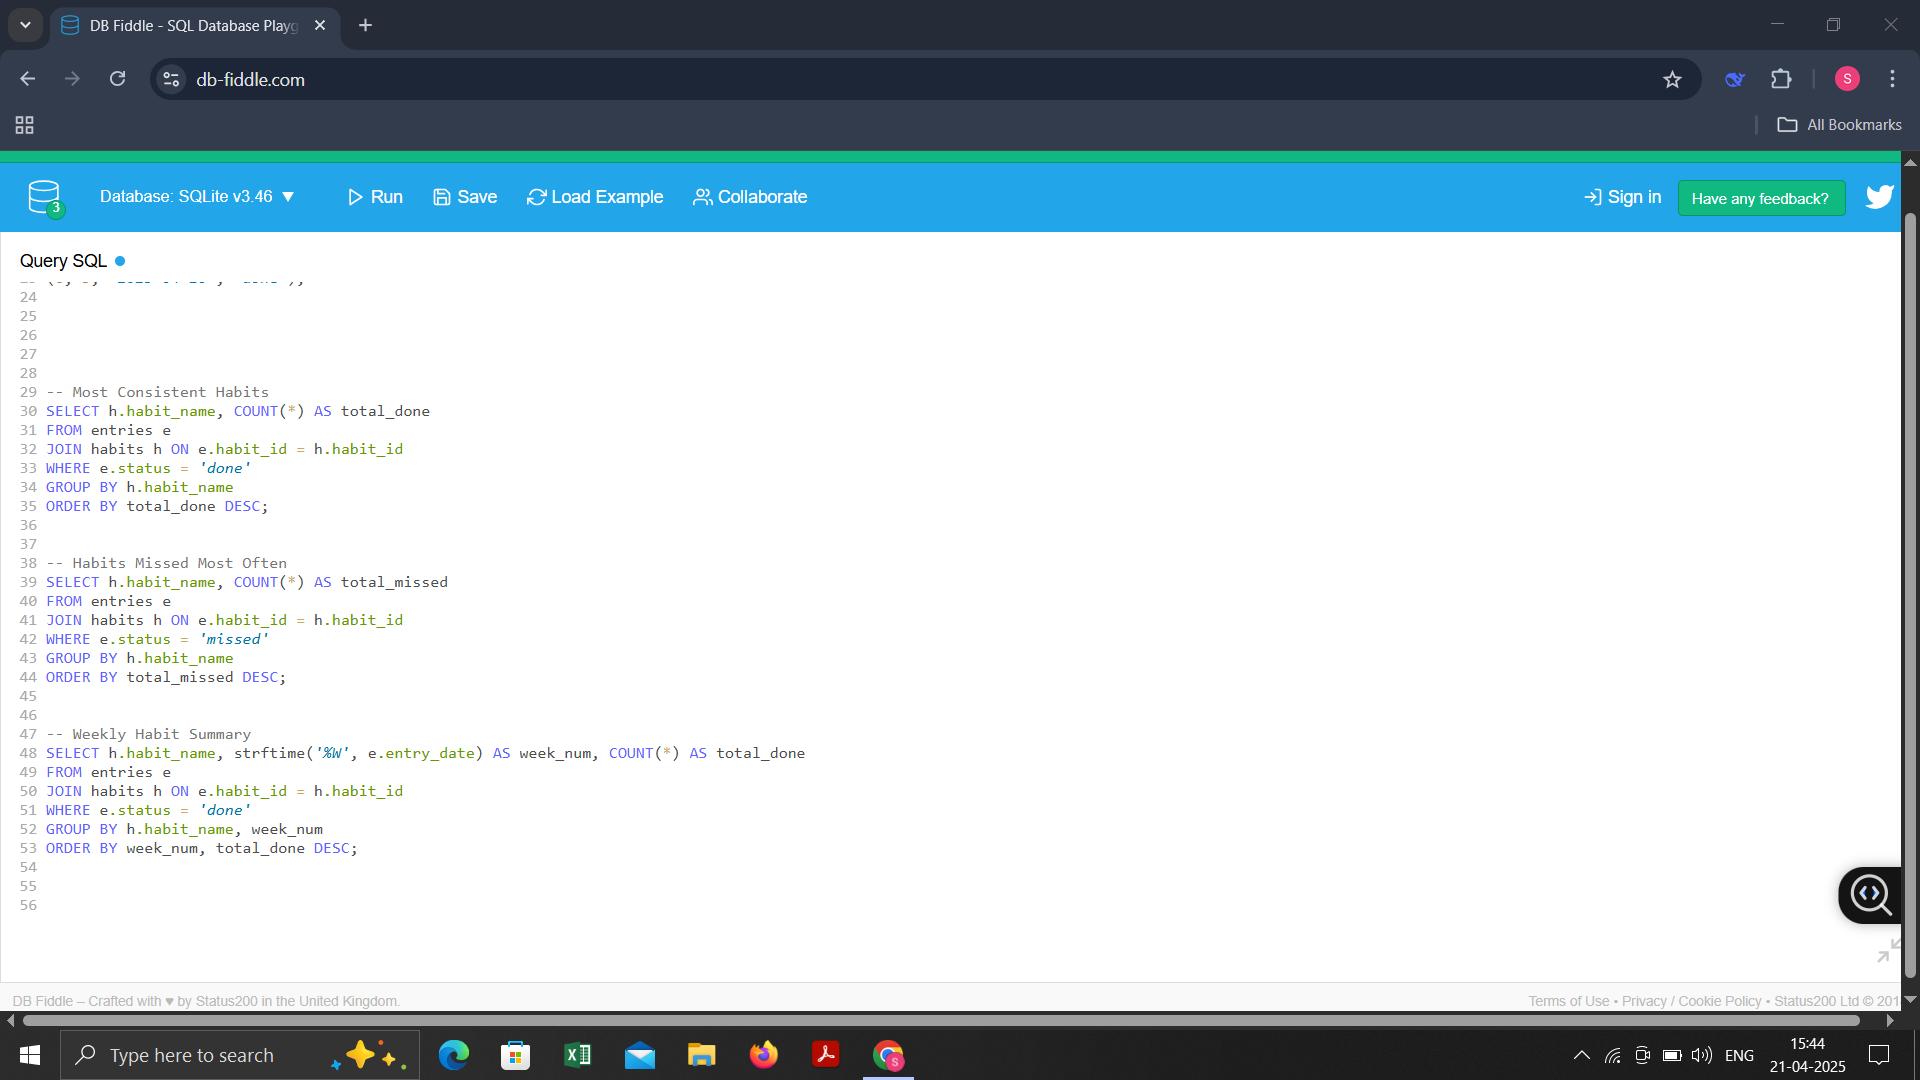 DB Fiddle - SQL Database Playg
db-fiddle.com
S
All Bookmarks
3
Database: SQLite v3.46 ▼
Run
Save
Load Example
Collaborate
Sign in
Have any feedback?
Query SQL
24
25
26
27
28
29 -- Most Consistent Habits
30 SELECT h.habit_name, COUNT(*) AS total_done
31 FROM entries e
32 JOIN habits h ON e.habit_id = h.habit_id
33 WHERE e.status = 'done'
34 GROUP BY h.habit_name
35 ORDER BY total_done DESC;
36
37
38 -- Habits Missed Most Often
39 SELECT h.habit_name, COUNT(*) AS total_missed
40 FROM entries e
41 JOIN habits h ON e.habit_id = h.habit_id
42 WHERE e.status = 'missed'
43 GROUP BY h.habit_name
44 ORDER BY total_missed DESC;
45
46
47 -- Weekly Habit Summary
48 SELECT h.habit_name, strftime('%W', e.entry_date) AS week_num, COUNT(*) AS total_done
49 FROM entries e
50 JOIN habits h ON e.habit_id = h.habit_id
51 WHERE e.status = 'done'
52 GROUP BY h.habit_name, week_num
53 ORDER BY week_num, total_done DESC;
54
55
56
DB Fiddle – Crafted with ♥ by Status200 in the United Kingdom.
Terms of Use • Privacy / Cookie Policy • Status200 Ltd © 201
Type here to search
S
ENG
15:44
21-04-2025